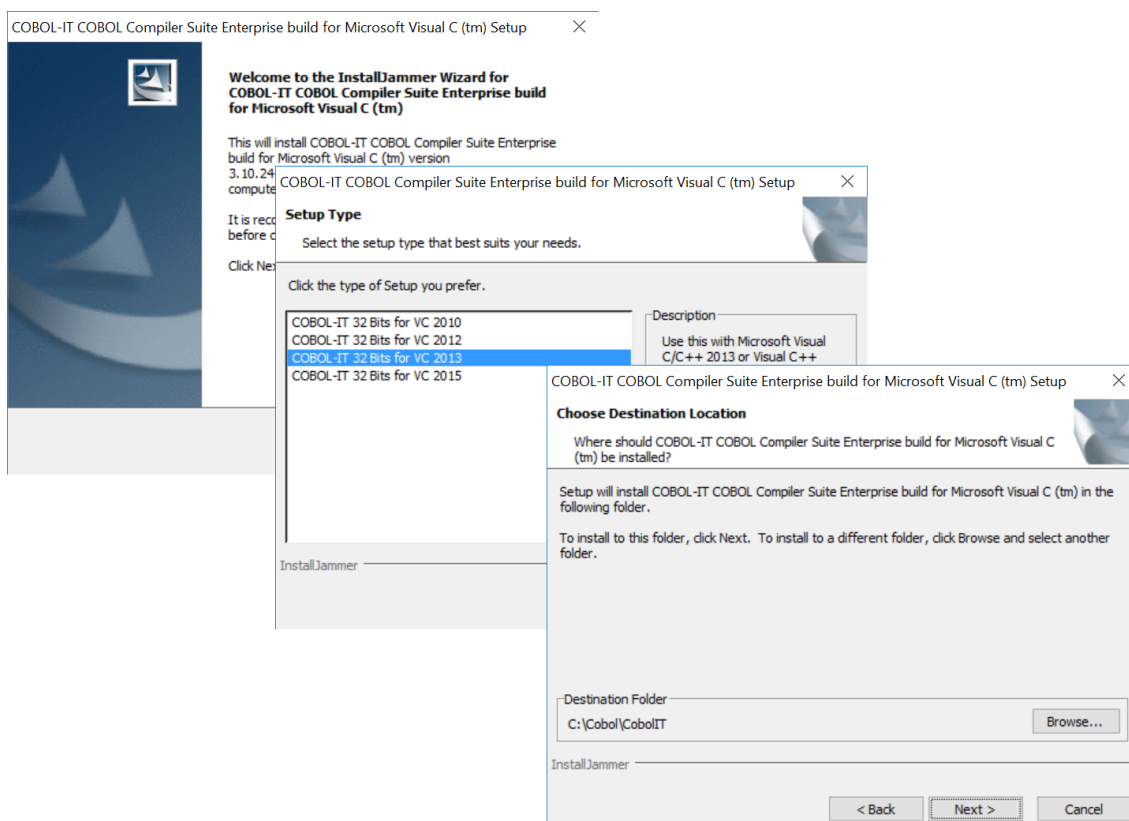 COBOL-IT COBOL Compiler Suite Enterprise build for Microsoft Visual C (tm) Setup
Welcome to the InstallJammer Wizard for
COBOL-IT COBOL Compiler Suite Enterprise build
for Microsoft Visual C (tm)
This will install COBOL-IT COBOL Compiler Suite Enterprise
build for Microsoft Visual C (tm) version
3.10.24
compute
It is reco
before c
Click Nex
COBOL-IT COBOL Compiler Suite Enterprise build for Microsoft Visual C (tm) Setup
Setup Type
Select the setup type that best suits your needs.
Click the type of Setup you prefer.
COBOL-IT 32 Bits for VC 2010
COBOL-IT 32 Bits for VC 2012
COBOL-IT 32 Bits for VC 2013
COBOL-IT 32 Bits for VC 2015
Description
Use this with Microsoft Visual
C/C++ 2013 or Visual C++
InstallJammer
COBOL-IT COBOL Compiler Suite Enterprise build for Microsoft Visual C (tm) Setup
Choose Destination Location
Where should COBOL-IT COBOL Compiler Suite Enterprise build for Microsoft Visual C
(tm) be installed?
Setup will install COBOL-IT COBOL Compiler Suite Enterprise build for Microsoft Visual C (tm) in the
following folder.
To install to this folder, click Next. To install to a different folder, click Browse and select another
folder.
Destination Folder
C:\Cobol\CobolIT
Browse...
InstallJammer
< Back
Next >
Cancel